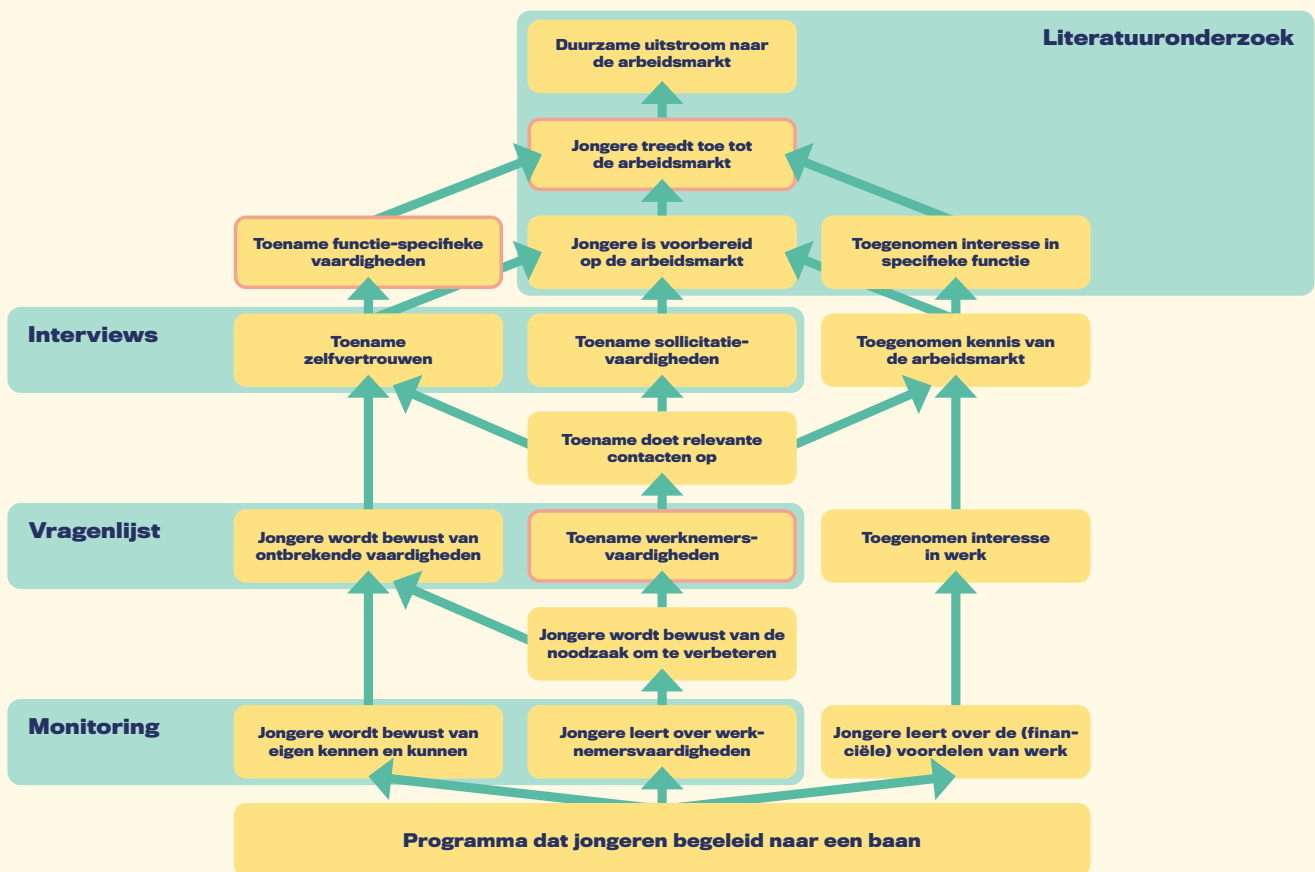 Literatuuronderzoek
Duurzame uitstroom naar
de arbeidsmarkt
Jongere treedt toe tot
de arbeidsmarkt
Toename functie-specifieke
vaardigheden
Jongere is voorbereid
op de arbeidsmarkt
Toegenomen interesse in
specifieke functie
Interviews
Toename
zelfvertrouwen
Toename sollicitatie-
vaardigheden
Toegenomen kennis van
de arbeidsmarkt
Toename doet relevante
contacten op
Vragenlijst
Jongere wordt bewust van
ontbrekende vaardigheden
Toename werknemers-
vaardigheden
Toegenomen interesse
in werk
Jongere wordt bewust van de
noodzaak om te verbeteren
Monitoring
Jongere wordt bewust van
eigen kennen en kunnen
Jongere leert over werk-
nemersvaardigheden
Jongere leert over de (finan-
ciële) voordelen van werk
Programma dat jongeren begeleid naar een baan